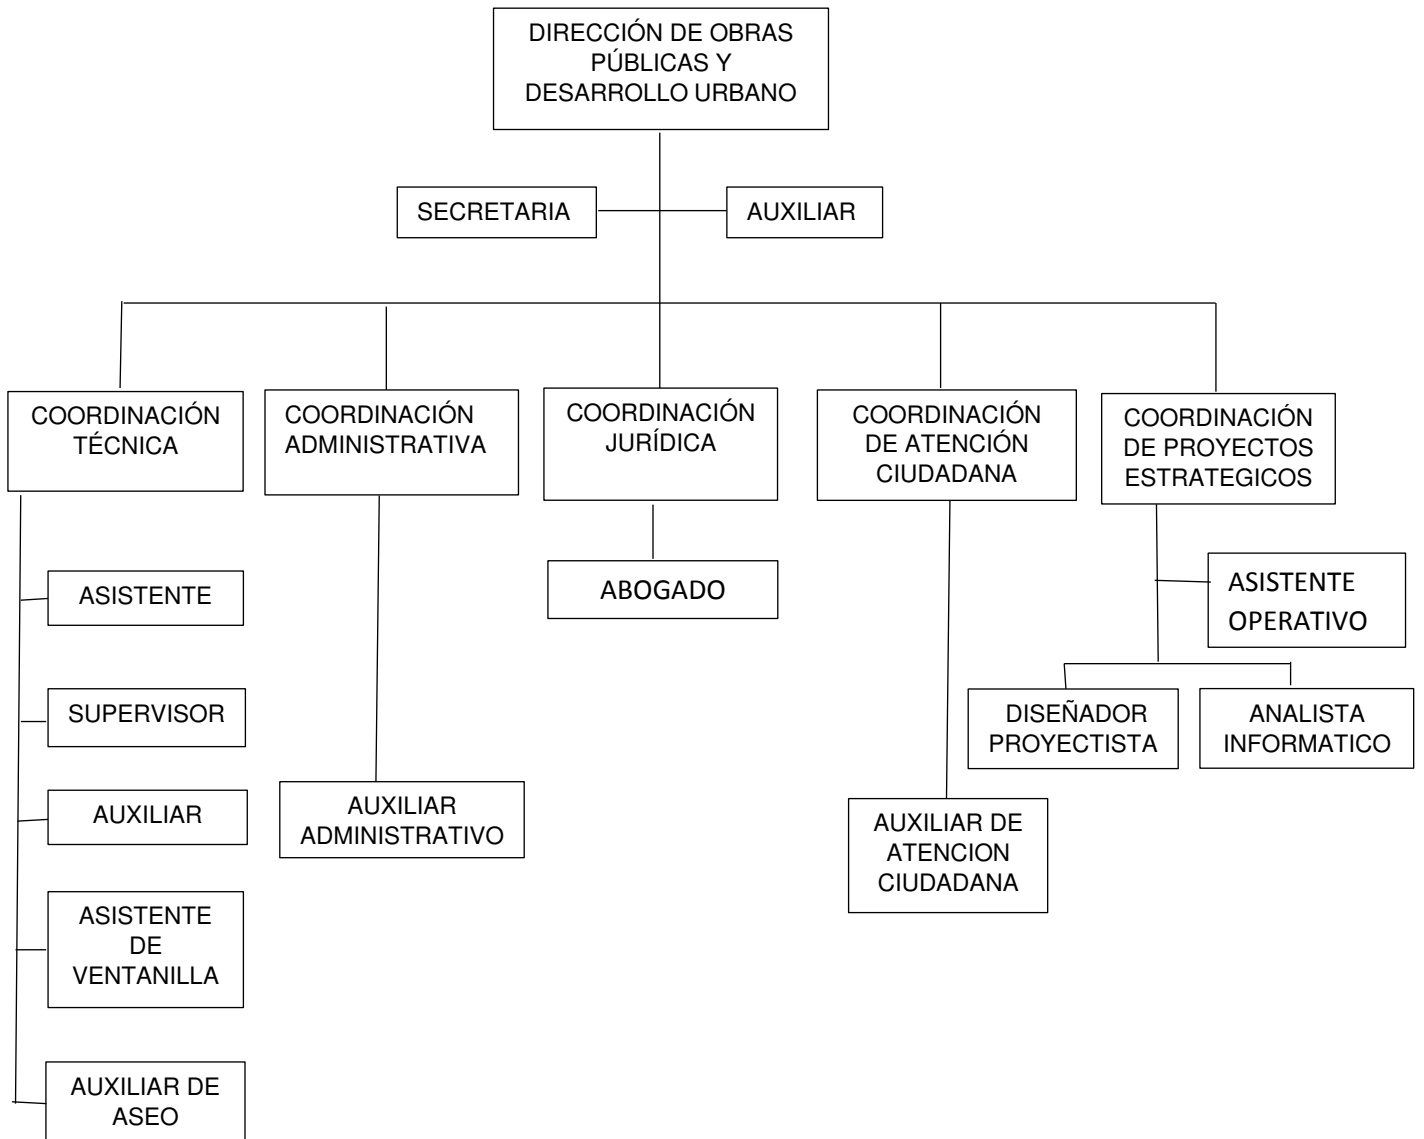 DIRECCIÓN DE OBRAS
PÚBLICAS Y
DESARROLLO URBANO
SECRETARIA
AUXILIAR
COORDINACIÓN
TÉCNICA
COORDINACIÓN
ADMINISTRATIVA
COORDINACIÓN
JURÍDICA
COORDINACIÓN
DE ATENCIÓN
CIUDADANA
COORDINACIÓN
DE PROYECTOS
ESTRATEGICOS
ASISTENTE
SUPERVISOR
AUXILIAR
ASISTENTE
DE
VENTANILLA
AUXILIAR DE
ASEO
AUXILIAR
ADMINISTRATIVO
ABOGADO
AUXILIAR DE
ATENCION
CIUDADANA
ASISTENTE
OPERATIVO
DISEÑADOR
PROYECTISTA
ANALISTA
INFORMATICO